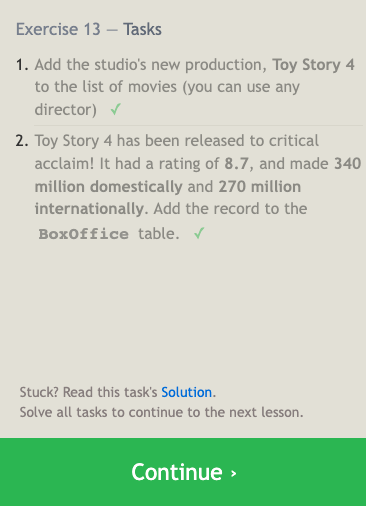 Exercise 13 — Tasks
1. Add the studio's new production, Toy Story 4
to the list of movies (you can use any
director) ✓
2. Toy Story 4 has been released to critical
acclaim! It had a rating of 8.7, and made 340
million domestically and 270 million
internationally. Add the record to the
BoxOffice table. ✓
Stuck? Read this task's Solution.
Solve all tasks to continue to the next lesson.
Continue ›